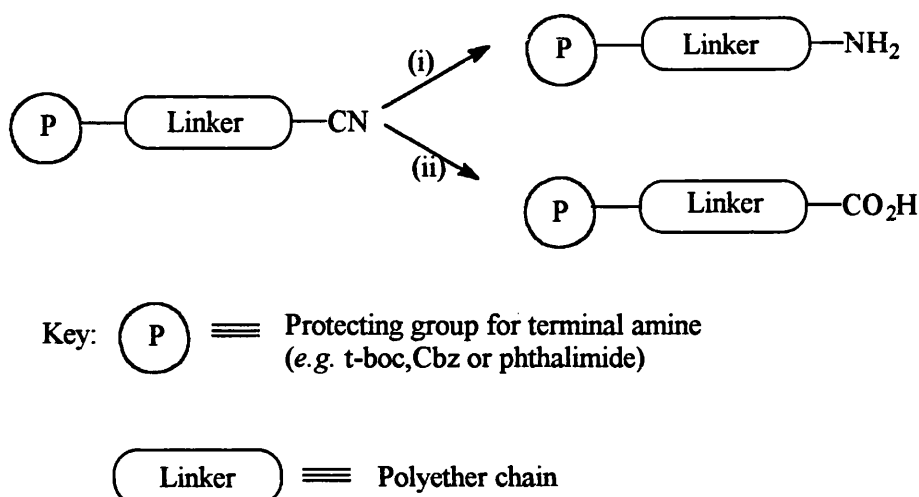 P Linker NH₂
(i)
P Linker CN
(ii)
P Linker CO₂H
Key: P ≡ Protecting group for terminal amine
(e.g. t-boc,Cbz or phthalimide)
Linker ≡ Polyether chain